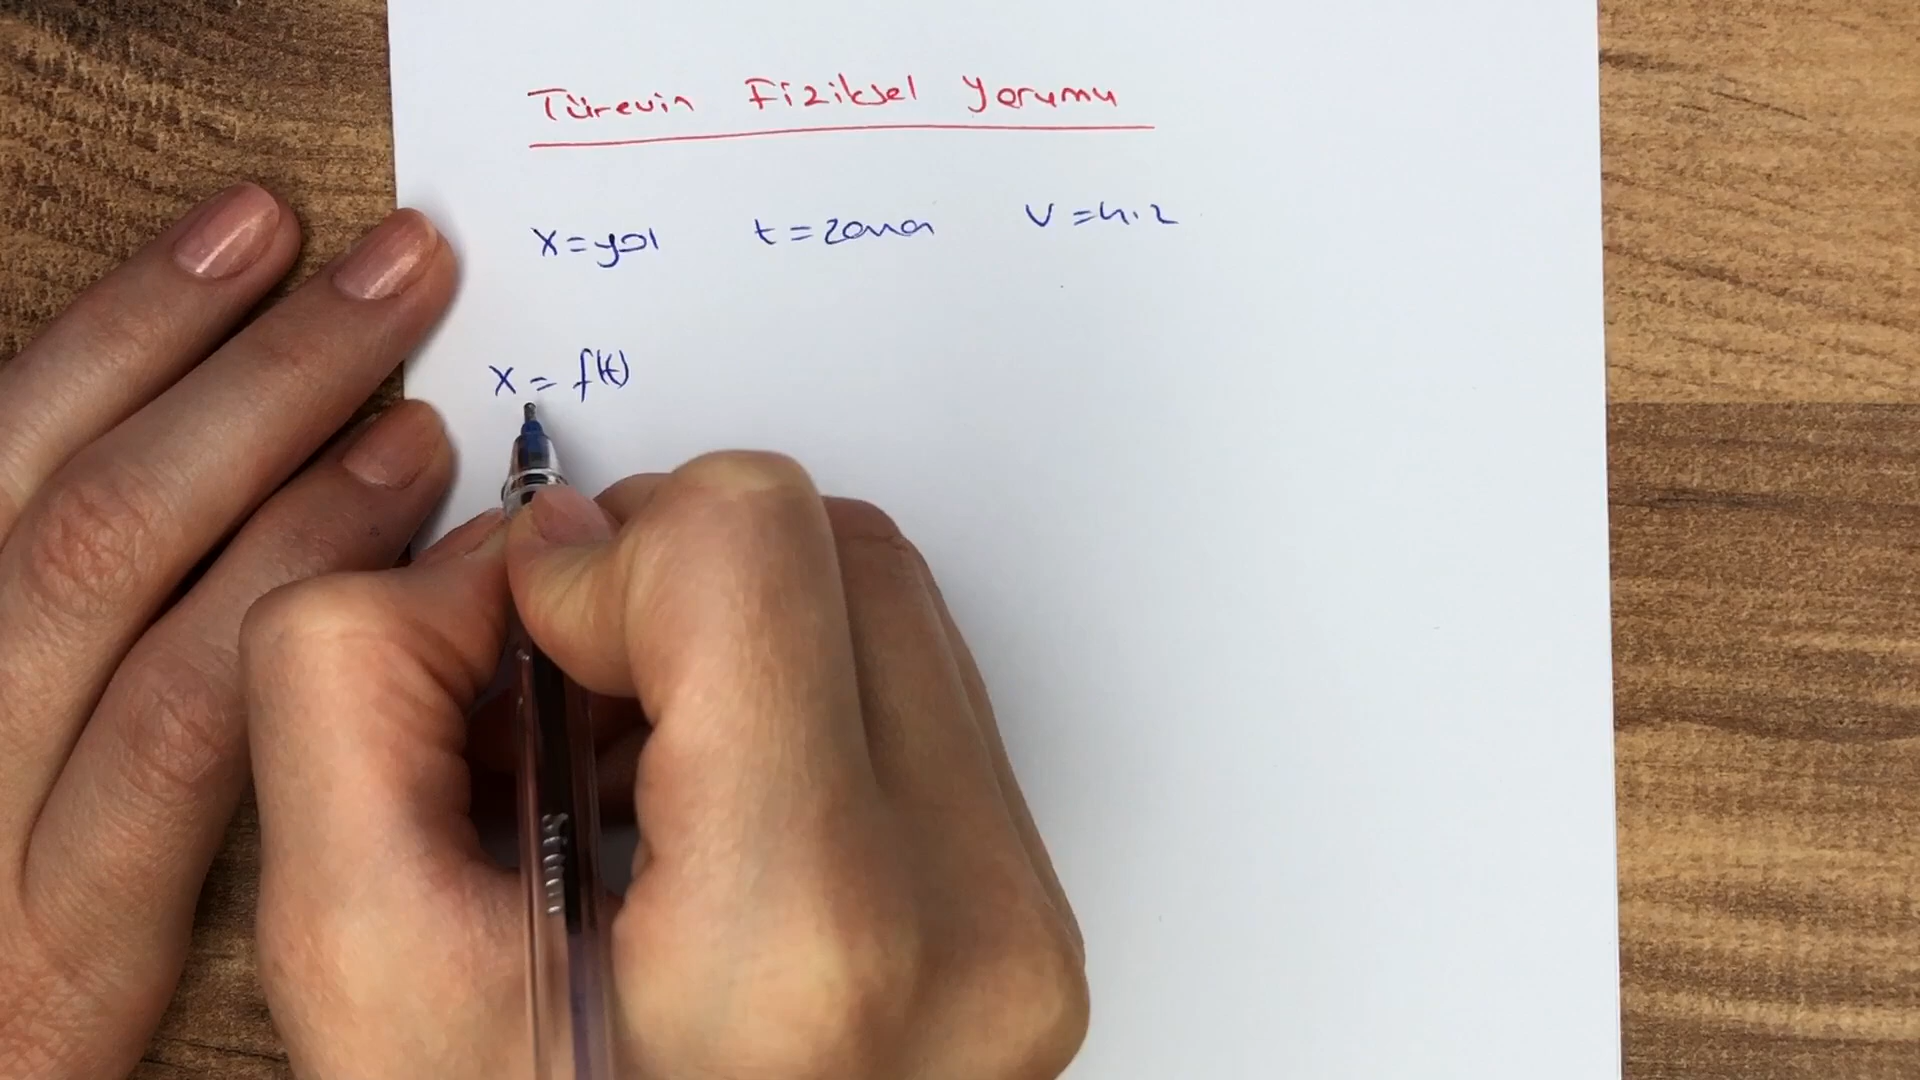 Türevin Fiziksel Yorumu
x = yol t = zaman v = hız
x = f(t)